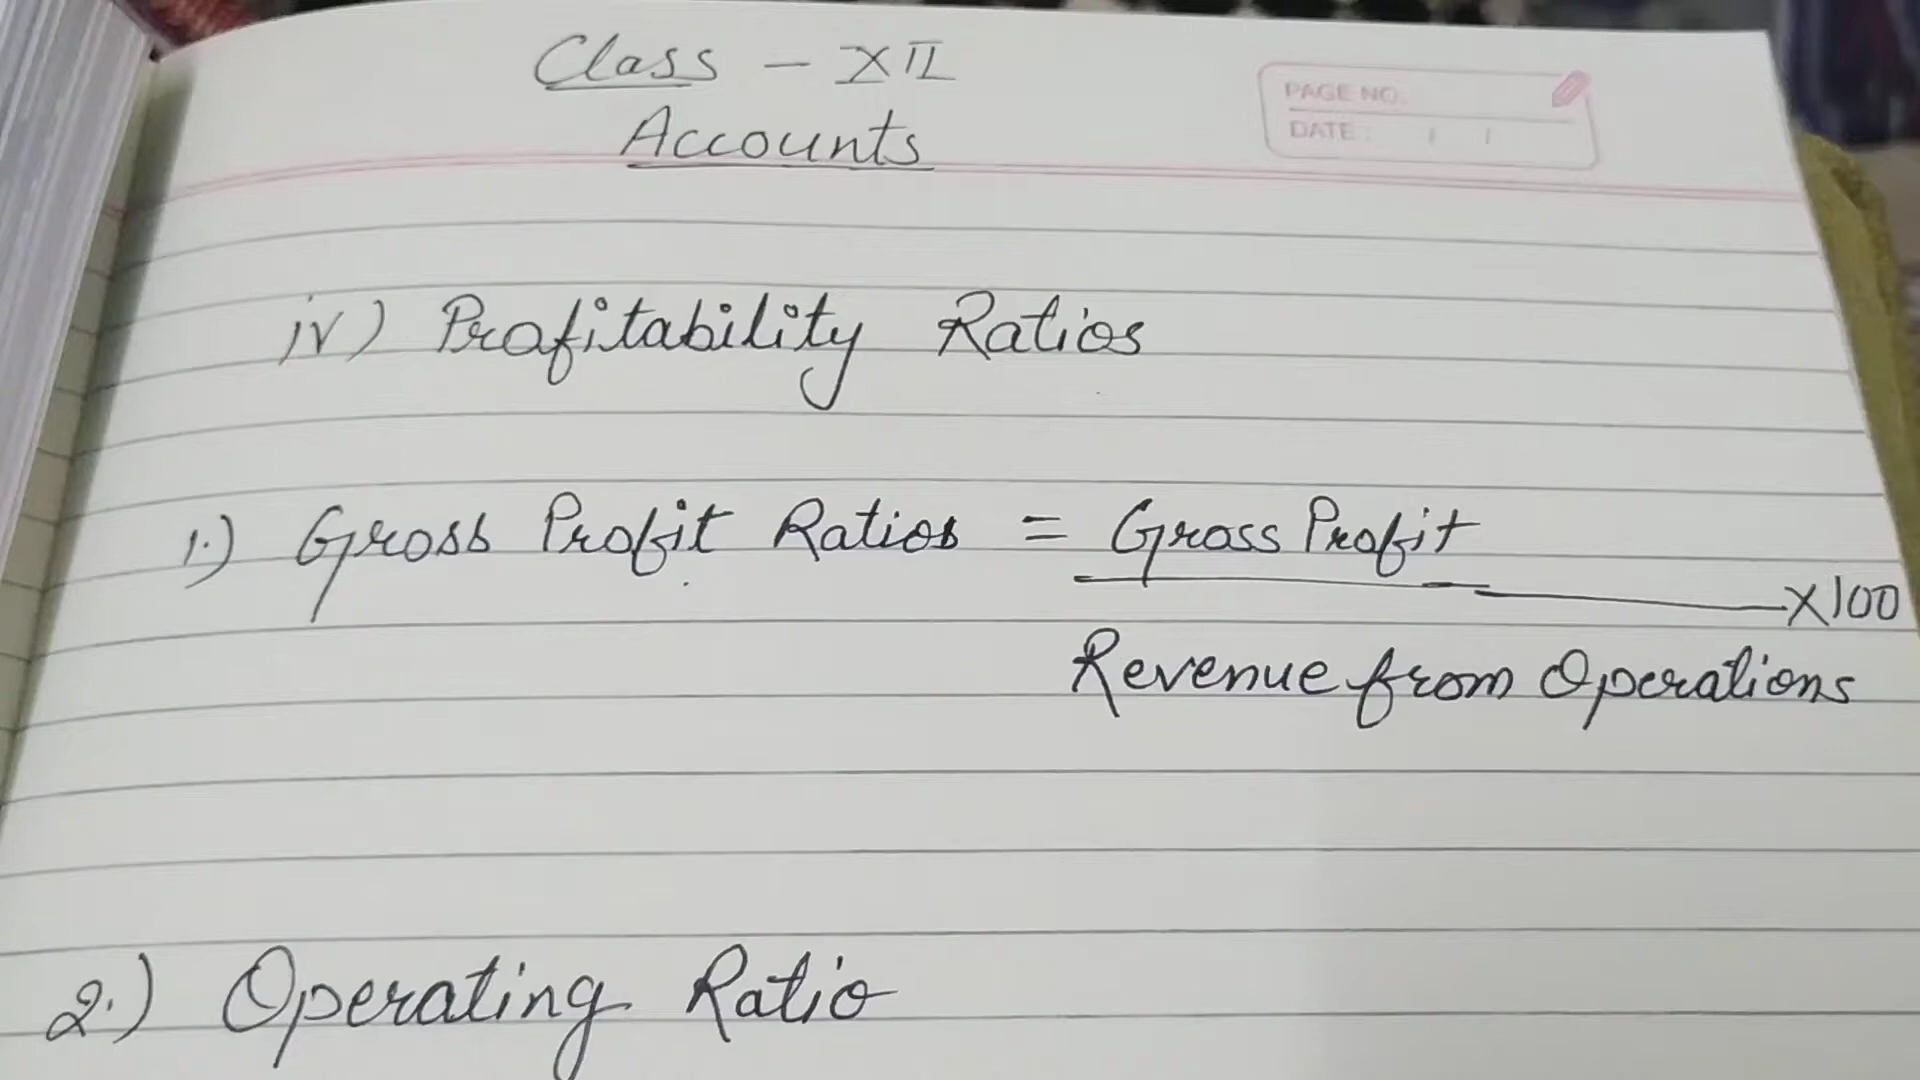 Class - XII
Accounts
PAGE NO.
DATE: / /
iv) Profitability Ratios
1.) Gross Profit Ratios = Gross Profit
×100
Revenue from Operations
2.) Operating Ratio